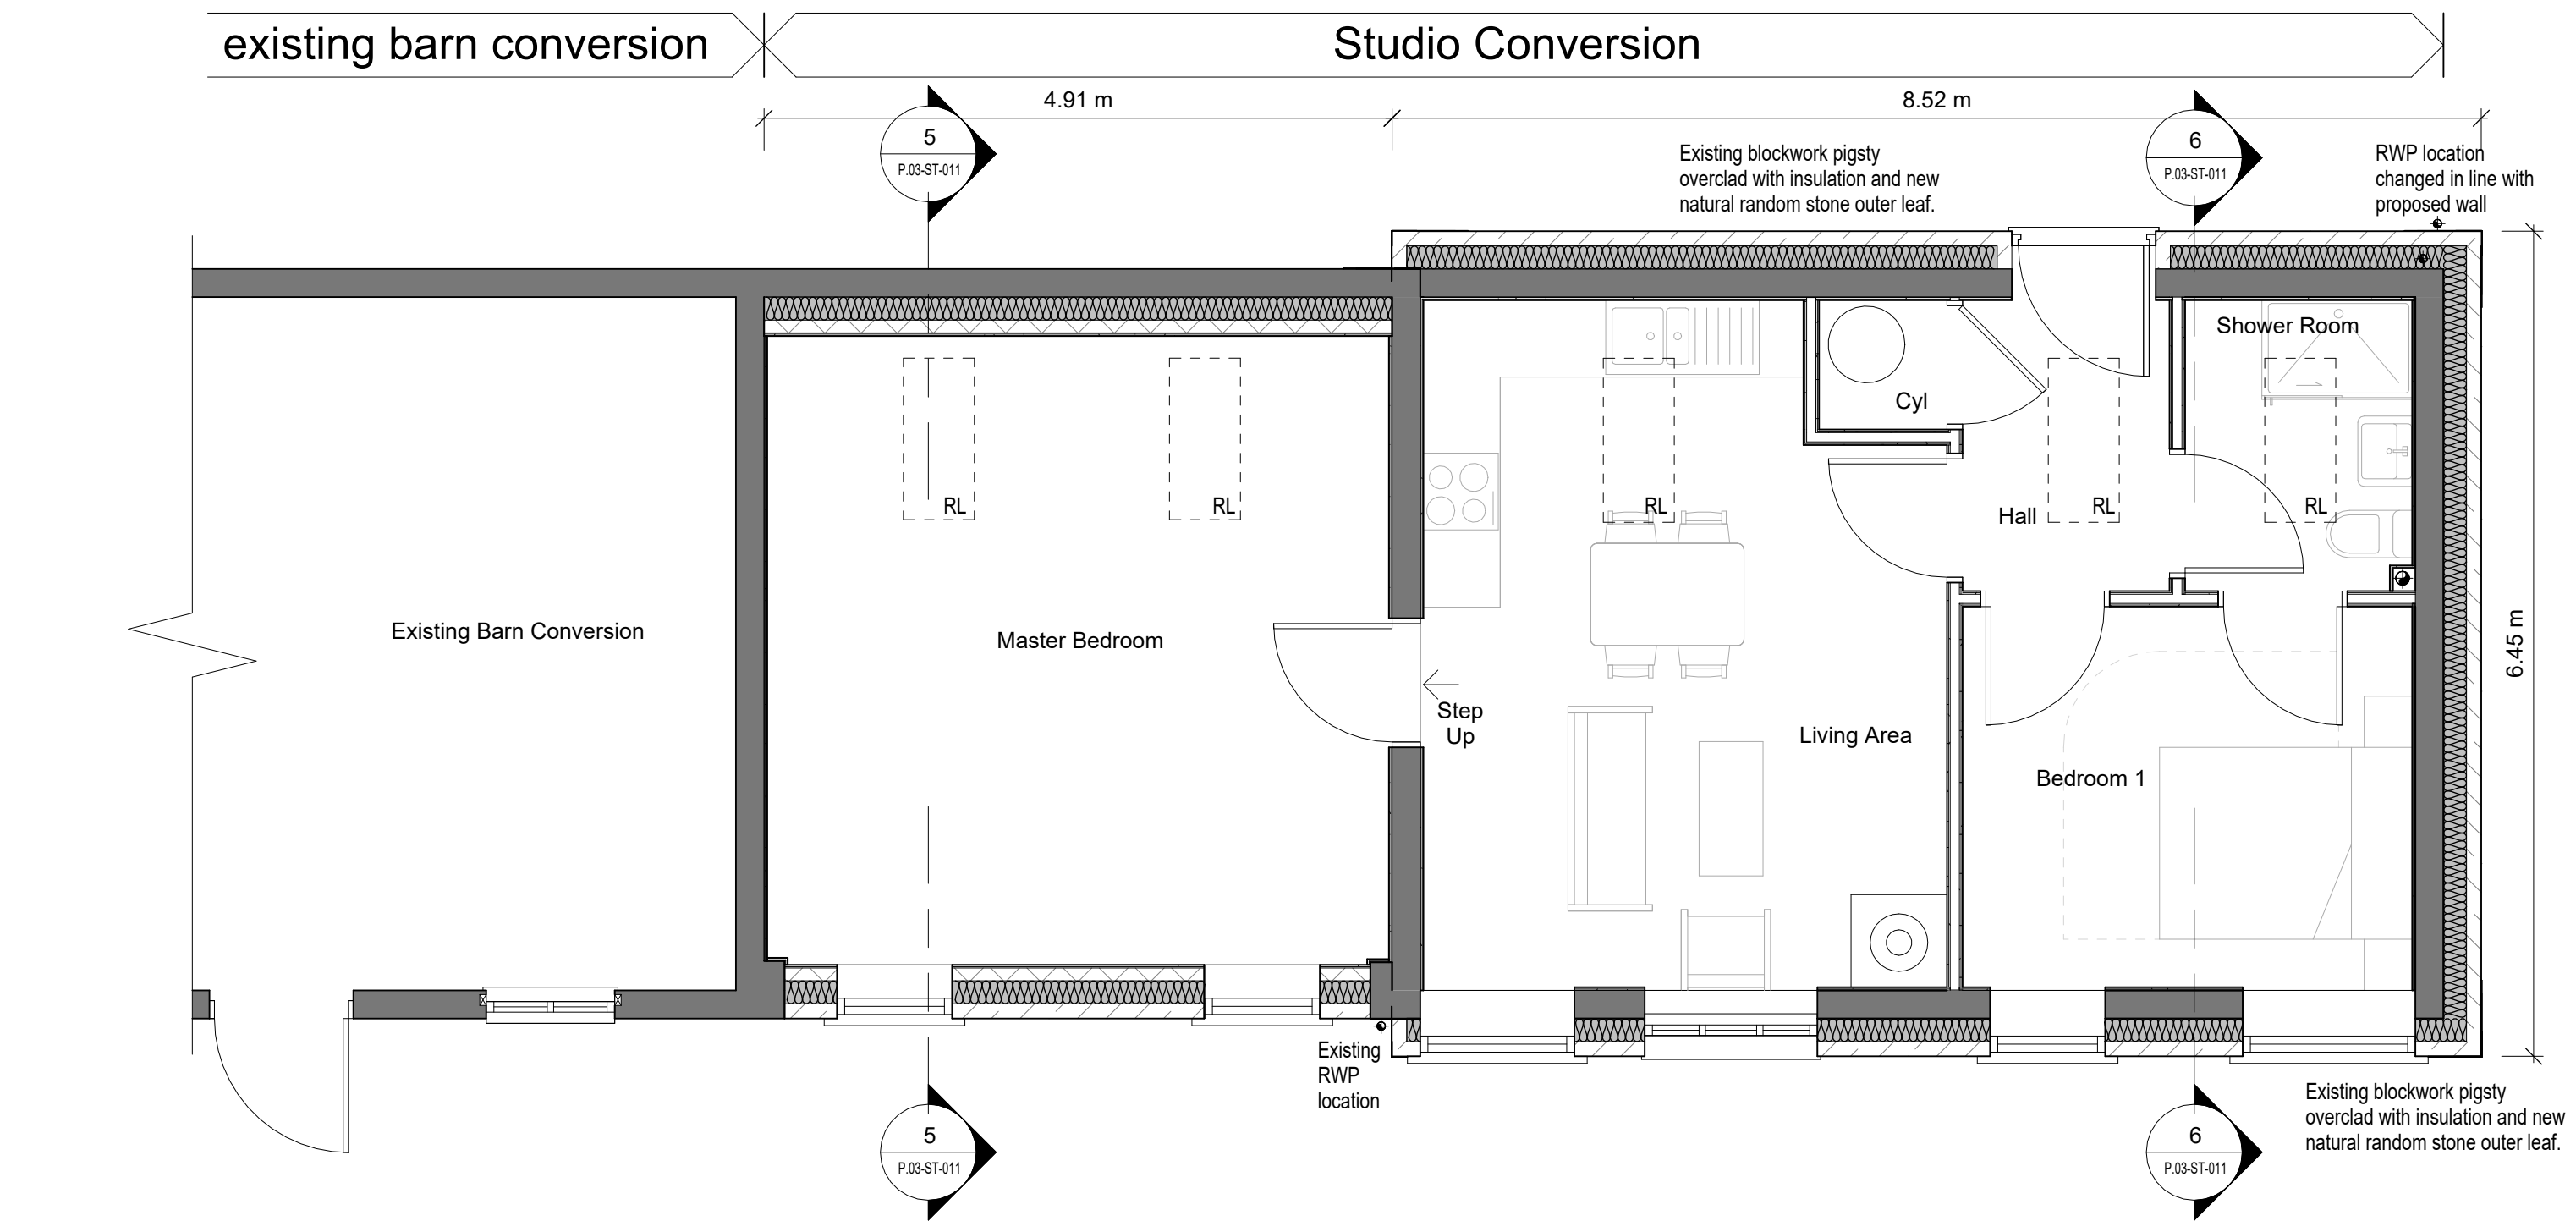 existing barn conversion
Studio Conversion
4.91 m
8.52 m
5
P.03-ST-011
6
P.03-ST-011
Existing blockwork pigsty
overclad with insulation and new
natural random stone outer leaf.
RWP location
changed in line with
proposed wall
Shower Room
Cyl
RL
RL
RL
RL
RL
Hall
Existing Barn Conversion
Master Bedroom
6.45 m
Step
Up
Living Area
Bedroom 1
Existing
RWP
location
Existing blockwork pigsty
overclad with insulation and new
natural random stone outer leaf.
5
P.03-ST-011
6
P.03-ST-011